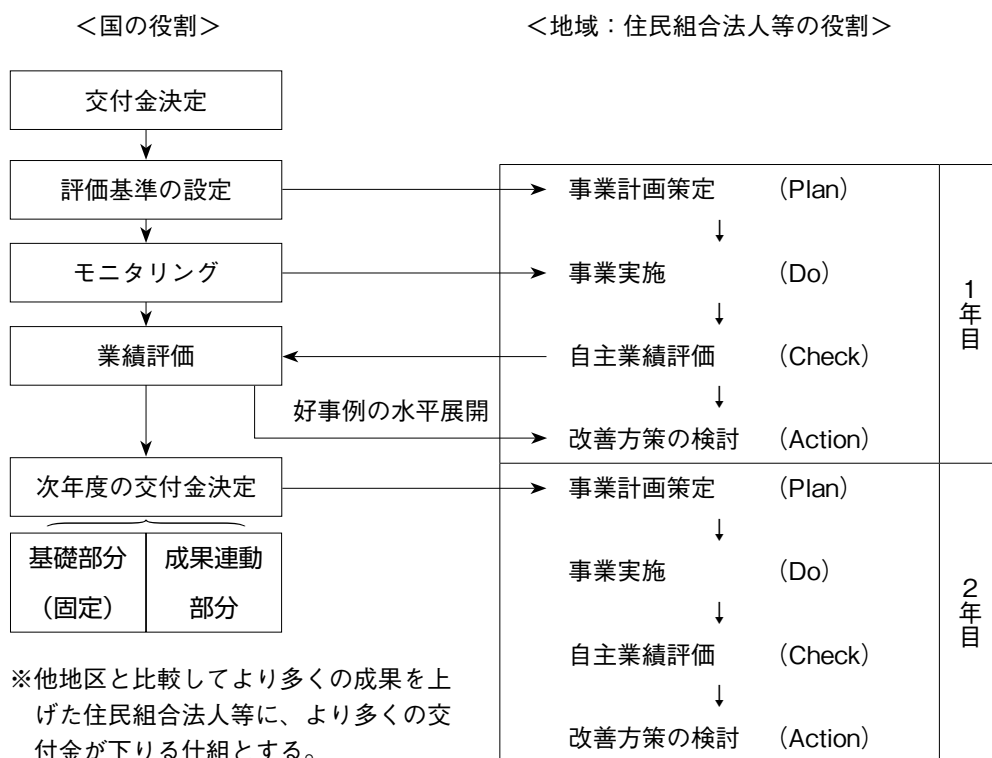 ＜国の役割＞
＜地域：住民組合法人等の役割＞
交付金決定
評価基準の設定
モニタリング
業績評価
好事例の水平展開
次年度の交付金決定
基礎部分
（固定）
成果連動
部分
※他地区と比較してより多くの成果を上
げた住民組合法人等に、より多くの交
付金が下りる仕組とする。
事業計画策定 （Plan）
事業実施 （Do）
自主業績評価 （Check）
改善方策の検討 （Action）
1年目
事業計画策定 （Plan）
事業実施 （Do）
自主業績評価 （Check）
改善方策の検討 （Action）
2年目